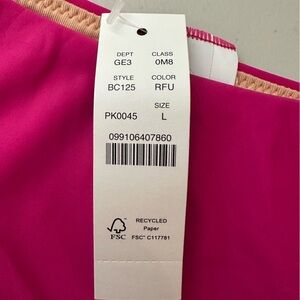 DEPT CLASS
GE3 0M8
STYLE COLOR
BC125 RFU
SIZE
PK0045 L
099106407860
RECYCLED
Paper
FSC FSC® C117781